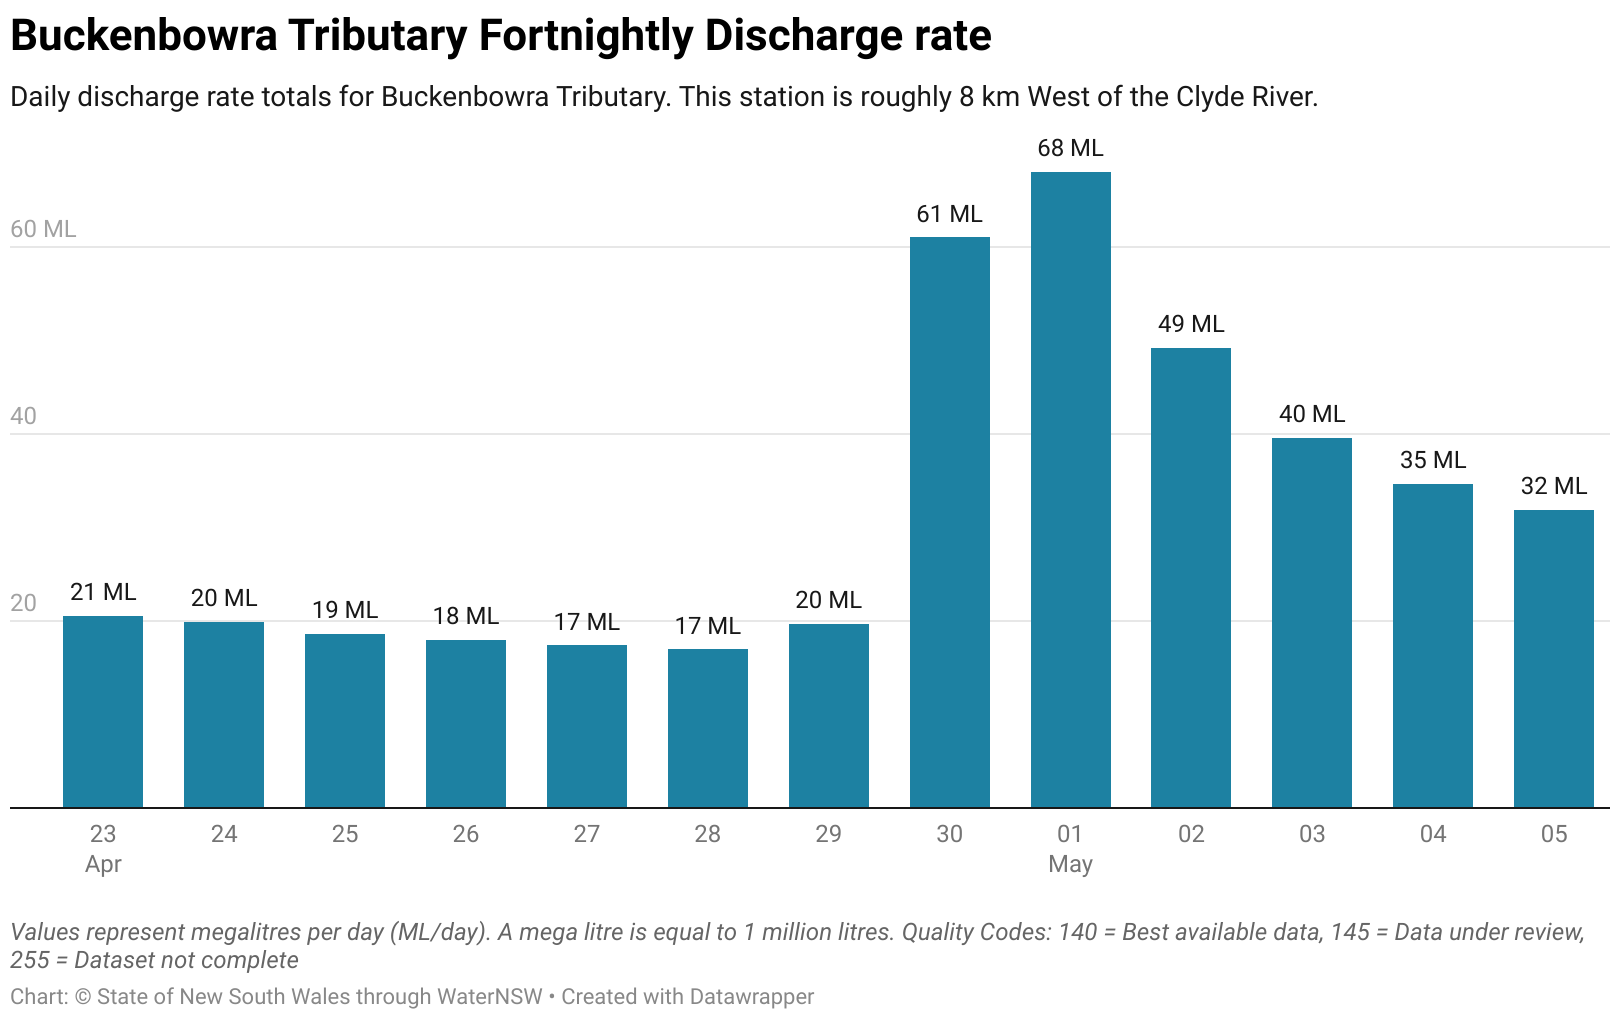 Buckenbowra Tributary Fortnightly Discharge rate
Daily discharge rate totals for Buckenbowra Tributary. This station is roughly 8 km West of the Clyde River.
68 ML
61 ML
60 ML
49 ML
40 ML
40
35 ML
32 ML
21 ML
20 ML
19 ML
18 ML
17 ML
17 ML
20 ML
20
23 24 25 26 27 28 29 30 01 02 03 04 05
Apr May
Values represent megalitres per day (ML/day). A mega litre is equal to 1 million litres. Quality Codes: 140 = Best available data, 145 = Data under review,
255 = Dataset not complete
Chart: © State of New South Wales through WaterNSW • Created with Datawrapper